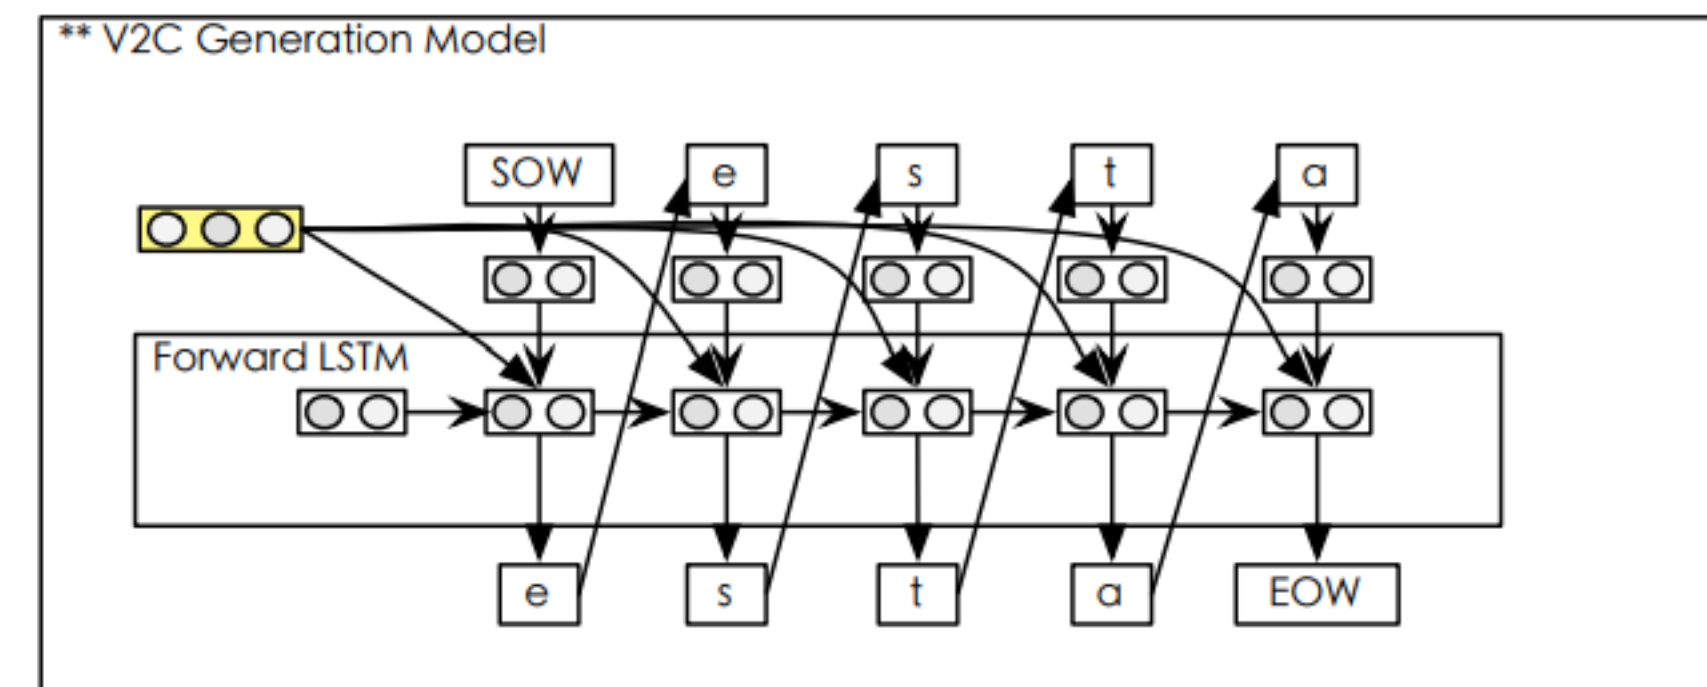 ** V2C Generation Model
SOW e s t a
Forward LSTM
e s t a EOW